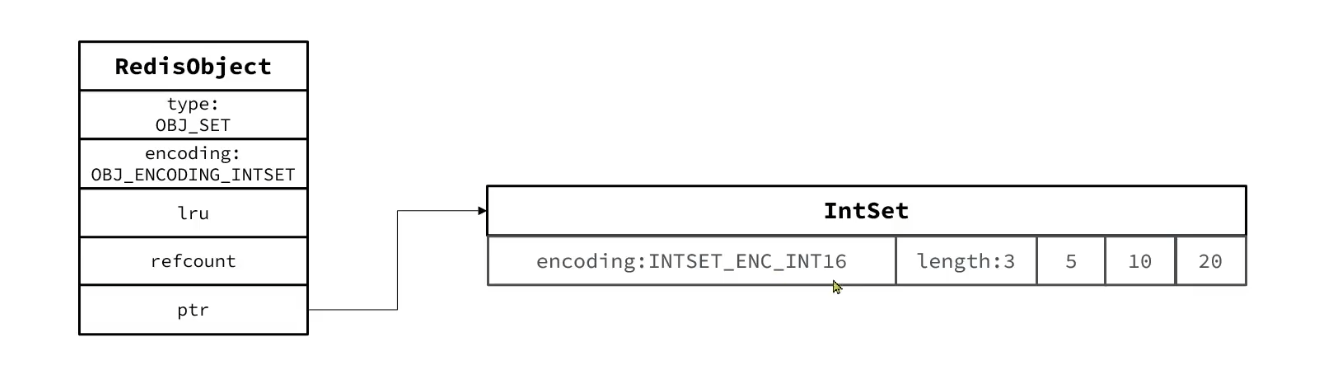 RedisObject
type:
OBJ_SET
encoding:
OBJ_ENCODING_INTSET
lru
refcount
ptr
IntSet
encoding:INTSET_ENC_INT16 length:3 5 10 20